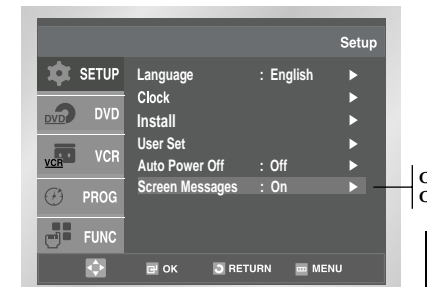 Setup
SETUP
Language : English
Clock
DVD DVD
Install
User Set
VCR VCR
Auto Power Off : Off
Screen Messages : On
PROG
FUNC
OK RETURN MENU